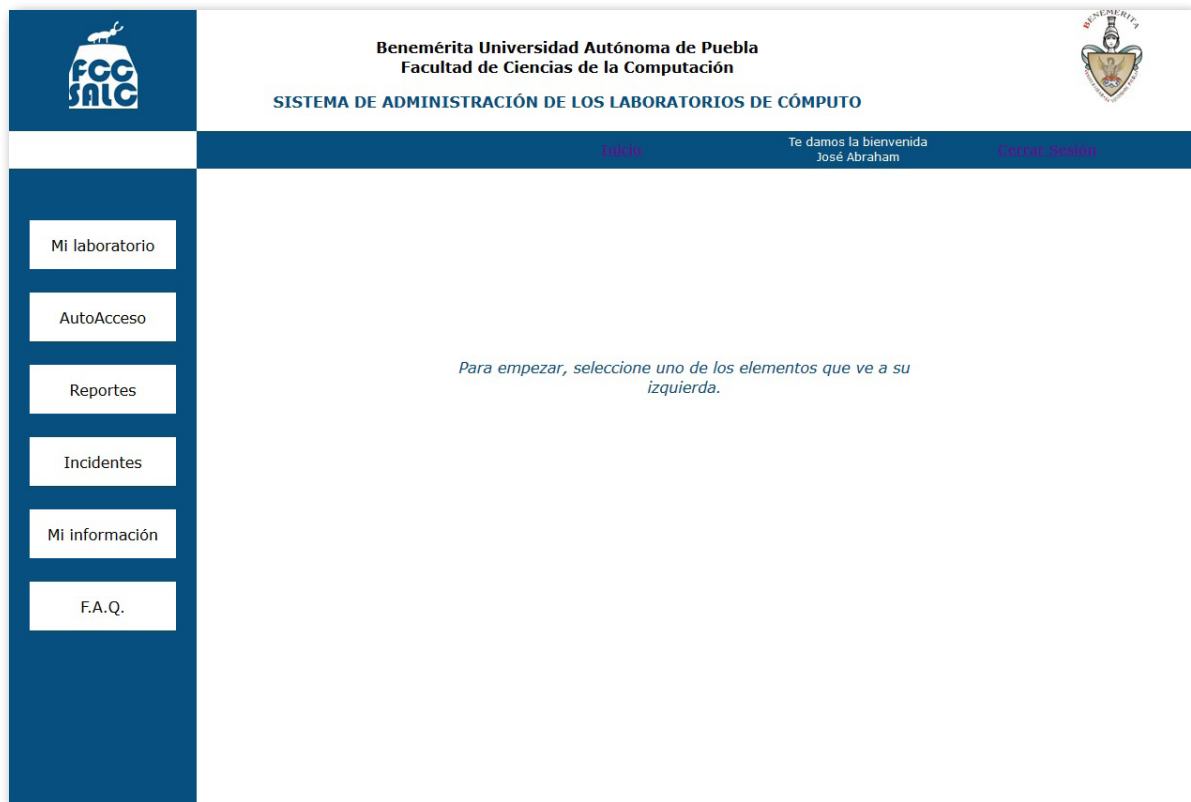 FCC
SALC
Benemérita Universidad Autónoma de Puebla
Facultad de Ciencias de la Computación
SISTEMA DE ADMINISTRACIÓN DE LOS LABORATORIOS DE CÓMPUTO
BENEMÉRITA
Inicio
Te damos la bienvenida
José Abraham
Cerrar Sesión
Mi laboratorio
AutoAcceso
Reportes
Incidentes
Mi información
F.A.Q.
Para empezar, seleccione uno de los elementos que ve a su
izquierda.